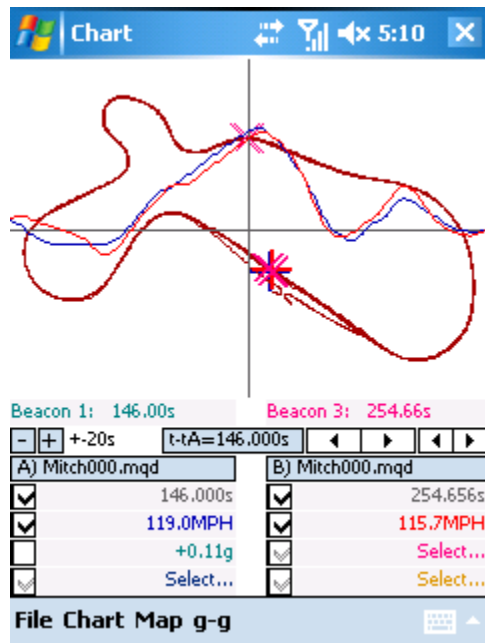 Chart 5:10
Beacon 1: 146.00s Beacon 3: 254.66s
- + +-20s t-tA=146.000s
A) Mitch000.mqd B) Mitch000.mqd
146.000s 254.656s
119.0MPH 115.7MPH
+0.11g Select...
Select... Select...
File Chart Map g-g